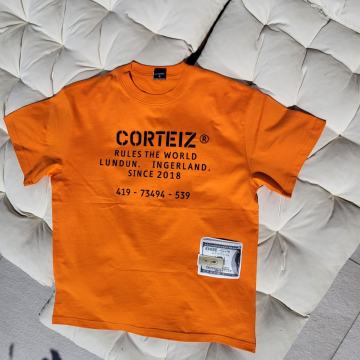 CORTEIZ®
RULES THE WORLD
LUNDUN. INGERLAND.
SINCE 2018
419 - 73494 - 539